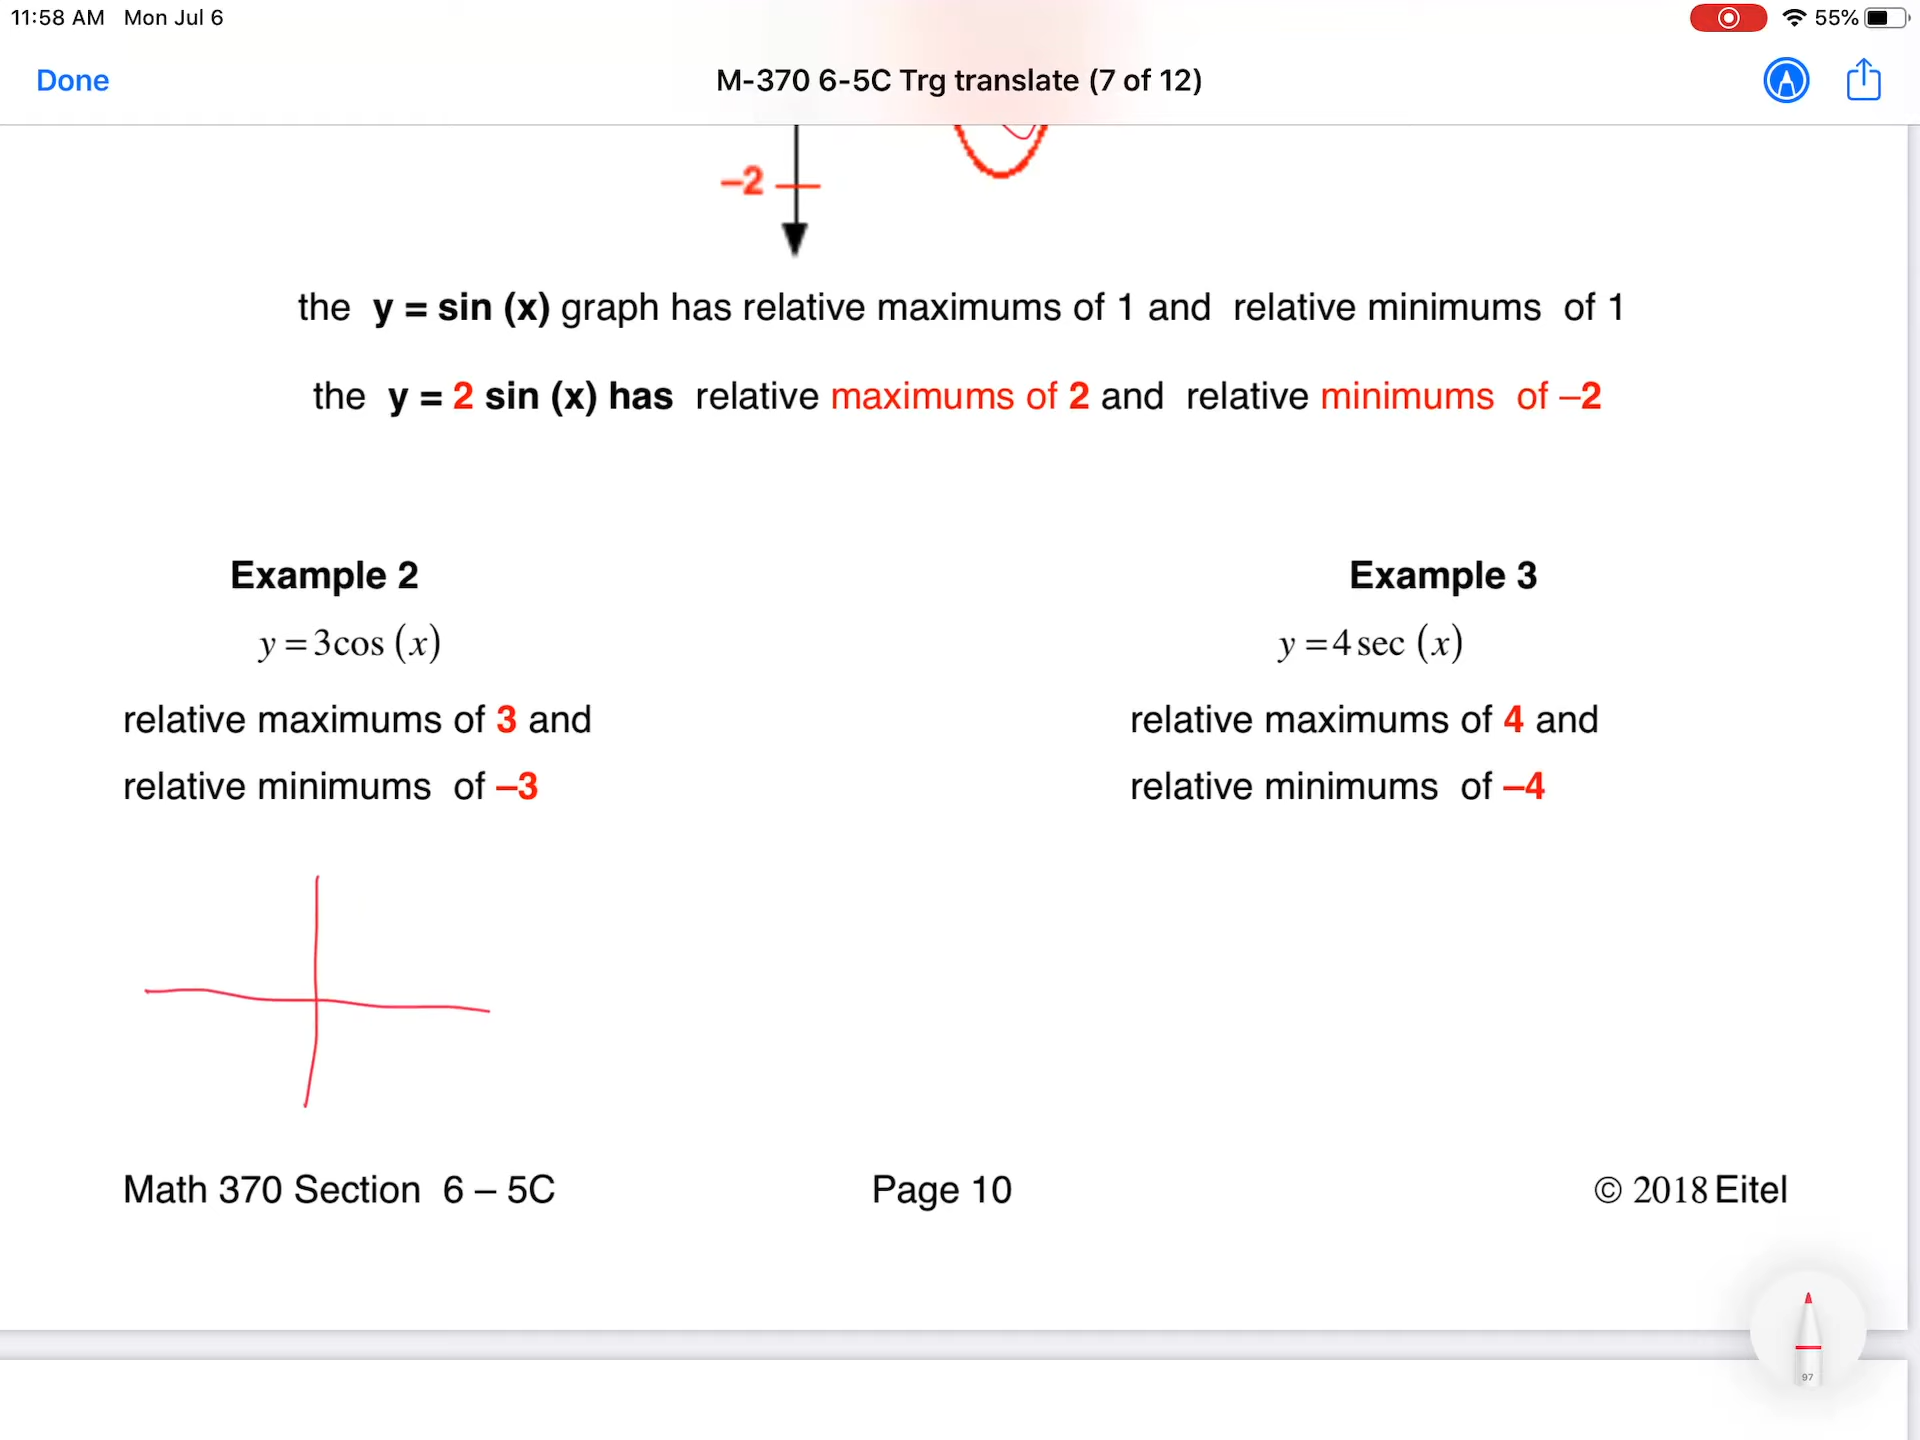 11:58 AM Mon Jul 6 55%
Done M-370 6-5C Trg translate (7 of 12)
–2
the y = sin (x) graph has relative maximums of 1 and relative minimums of 1
the y = 2 sin (x) has relative maximums of 2 and relative minimums of –2
Example 2
y = 3cos (x)
relative maximums of 3 and
relative minimums of –3
Example 3
y = 4 sec (x)
relative maximums of 4 and
relative minimums of –4
Math 370 Section 6 – 5C Page 10 © 2018 Eitel
97